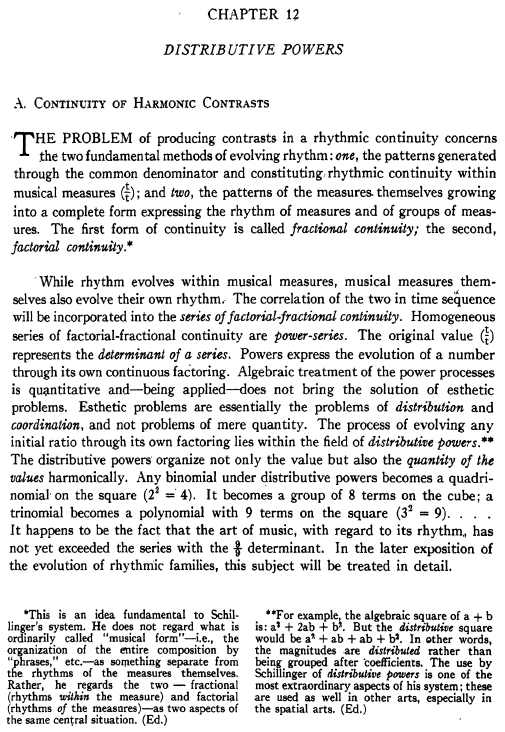 CHAPTER 12
DISTRIBUTIVE POWERS
A. CONTINUITY OF HARMONIC CONTRASTS
THE PROBLEM of producing contrasts in a rhythmic continuity concerns
the two fundamental methods of evolving rhythm: one, the patterns generated
through the common denominator and constituting rhythmic continuity within
musical measures (t/t); and two, the patterns of the measures themselves growing
into a complete form expressing the rhythm of measures and of groups of meas-
ures. The first form of continuity is called fractional continuity; the second,
factorial continuity.*
While rhythm evolves within musical measures, musical measures them-
selves also evolve their own rhythm. The correlation of the two in time sequence
will be incorporated into the series of factorial-fractional continuity. Homogeneous
series of factorial-fractional continuity are power-series. The original value (t/t)
represents the determinant of a series. Powers express the evolution of a number
through its own continuous factoring. Algebraic treatment of the power processes
is quantitative and—being applied—does not bring the solution of esthetic
problems. Esthetic problems are essentially the problems of distribution and
coordination, and not problems of mere quantity. The process of evolving any
initial ratio through its own factoring lies within the field of distributive powers.**
The distributive powers organize not only the value but also the quantity of the
values harmonically. Any binomial under distributive powers becomes a quadri-
nomial on the square (2² = 4). It becomes a group of 8 terms on the cube; a
trinomial becomes a polynomial with 9 terms on the square (3² = 9). . . .
It happens to be the fact that the art of music, with regard to its rhythm, has
not yet exceeded the series with the 9/9 determinant. In the later exposition of
the evolution of rhythmic families, this subject will be treated in detail.
*This is an idea fundamental to Schil-
linger's system. He does not regard what is
ordinarily called "musical form"—i.e., the
organization of the entire composition by
"phrases," etc.—as something separate from
the rhythms of the measures themselves.
Rather, he regards the two — fractional
(rhythms within the measure) and factorial
(rhythms of the measures)—as two aspects of
the same central situation. (Ed.)
**For example, the algebraic square of a + b
is: a² + 2ab + b². But the distributive square
would be a² + ab + ab + b². In other words,
the magnitudes are distributed rather than
being grouped after coefficients. The use by
Schillinger of distributive powers is one of the
most extraordinary aspects of his system; these
are used as well in other arts, especially in
the spatial arts. (Ed.)